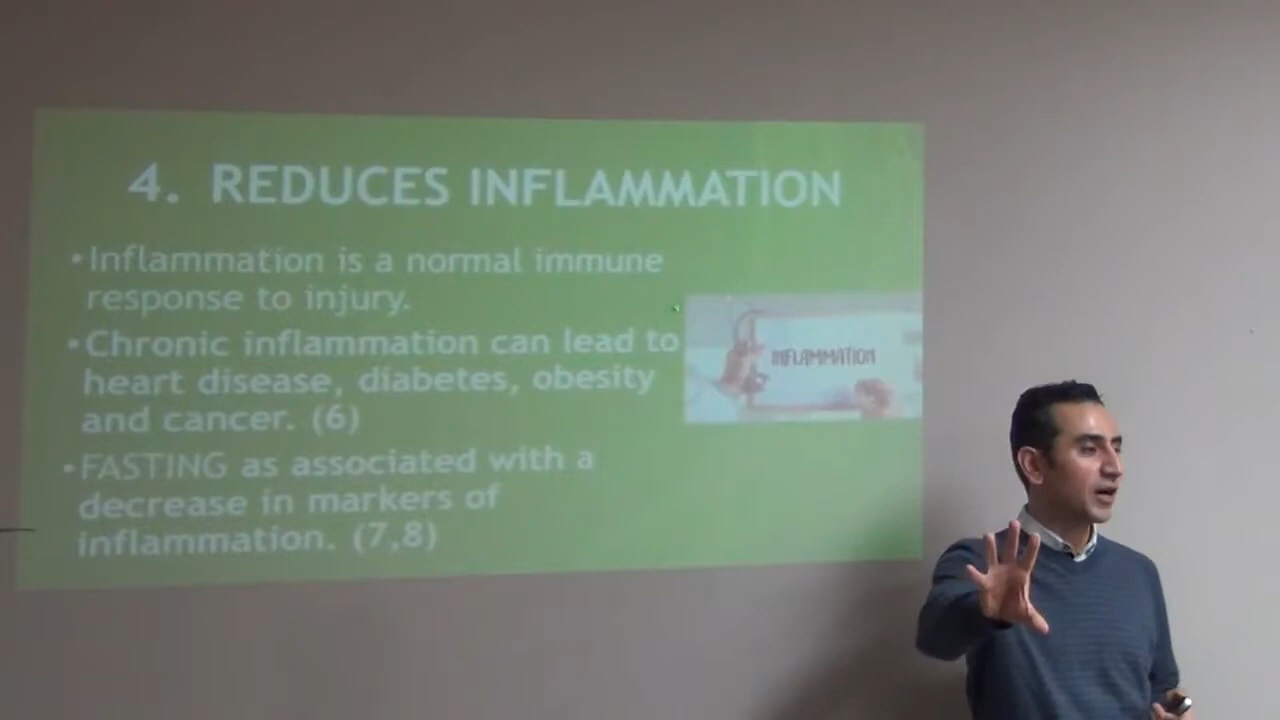 4. REDUCES INFLAMMATION
•Inflammation is a normal immune
response to injury.
•Chronic inflammation can lead to
heart disease, diabetes, obesity
and cancer. (6)
•FASTING as associated with a
decrease in markers of
inflammation. (7,8)
INFLAMMATION